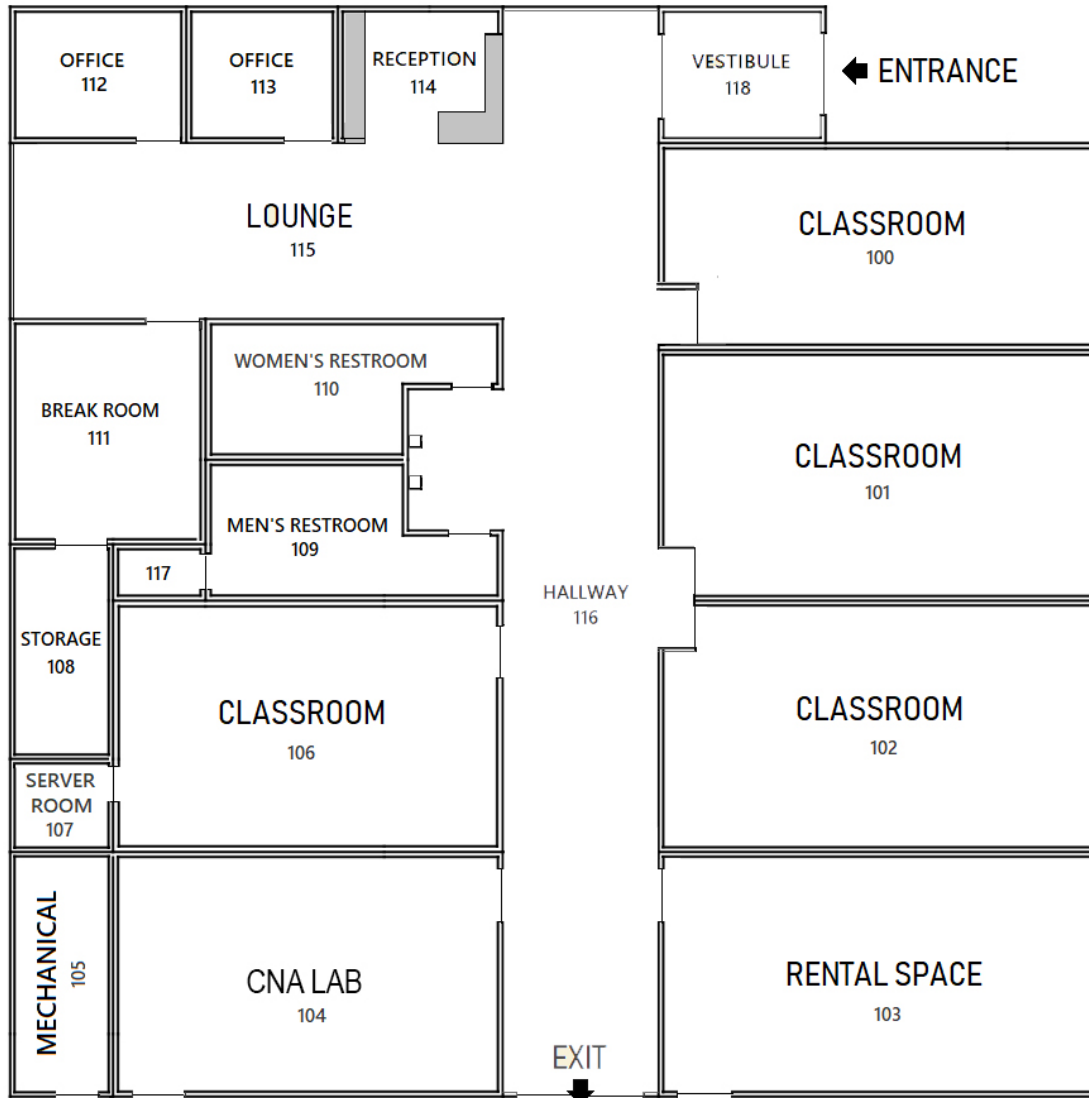 OFFICE
112
OFFICE
113
RECEPTION
114
VESTIBULE
118
ENTRANCE
LOUNGE
115
CLASSROOM
100
WOMEN'S RESTROOM
110
BREAK ROOM
111
CLASSROOM
101
MEN'S RESTROOM
109
117
HALLWAY
116
STORAGE
108
CLASSROOM
106
CLASSROOM
102
SERVER
ROOM
107
MECHANICAL
105
CNA LAB
104
RENTAL SPACE
103
EXIT